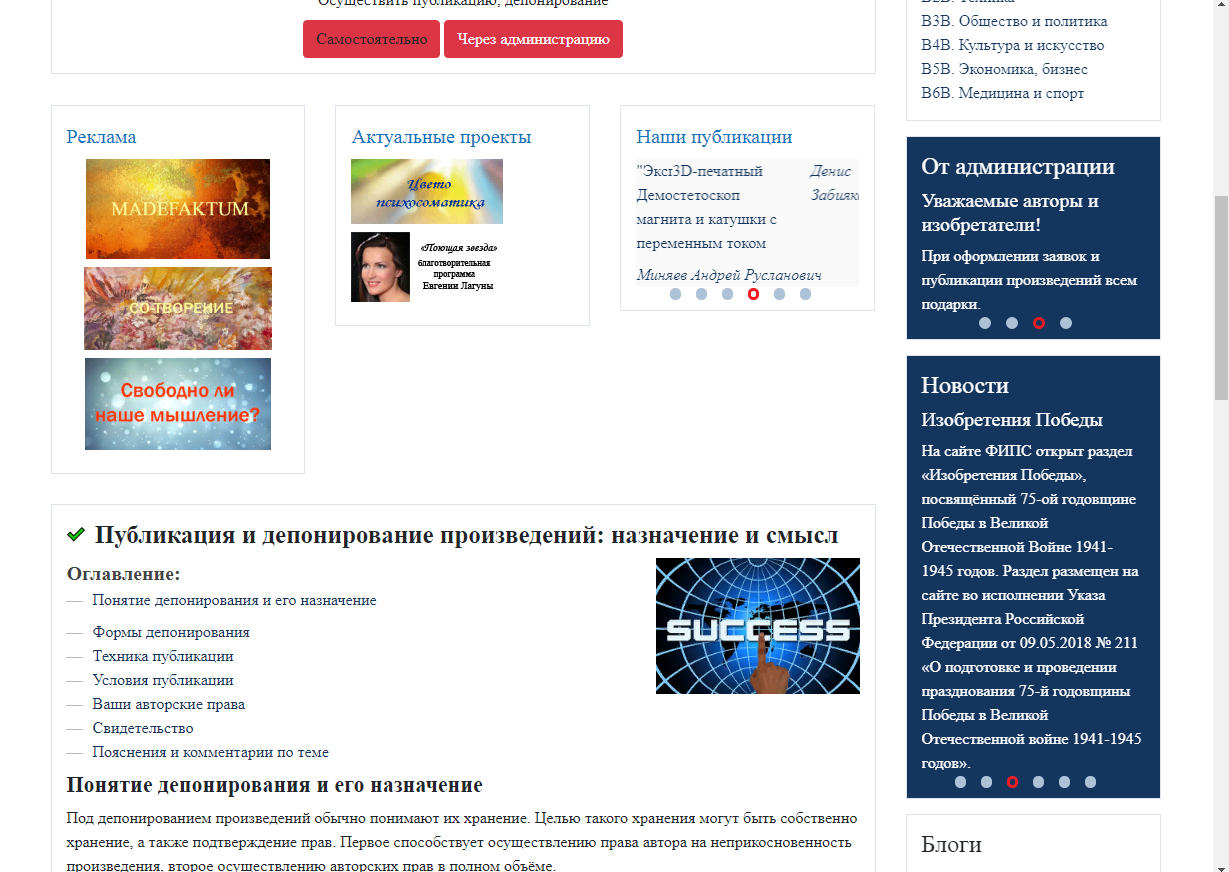 Осуществить публикацию, депонирование
Самостоятельно
Через администрацию
Реклама
MADEFAKTUM
СО-ТВОРЕНИЕ
Свободно ли
наше мышление?
Актуальные проекты
Цвето
психосоматика
«Поющая звезда»
благотворительная
программа
Евгении Лагуны
Наши публикации
"Эксг3D-печатный
Демостетоскоп
магнита и катушки с
переменным током
Миняев Андрей Русланович
Денис
Забияк
Публикация и депонирование произведений: назначение и смысл
Оглавление:
— Понятие депонирования и его назначение
— Формы депонирования
— Техника публикации
— Условия публикации
— Ваши авторские права
— Свидетельство
— Пояснения и комментарии по теме
SUCCESS
Понятие депонирования и его назначение
Под депонированием произведений обычно понимают их хранение. Целью такого хранения могут быть собственно
хранение, а также подтверждение прав. Первое способствует осуществлению права автора на неприкосновенность
произведения, второе осуществлению авторских прав в полном объёме.
B3B. Общество и политика
B4B. Культура и искусство
B5B. Экономика, бизнес
B6B. Медицина и спорт
От администрации
Уважаемые авторы и
изобретатели!
При оформлении заявок и
публикации произведений всем
подарки.
Новости
Изобретения Победы
На сайте ФИПС открыт раздел
«Изобретения Победы»,
посвящённый 75-ой годовщине
Победы в Великой
Отечественной Войне 1941-
1945 годов. Раздел размещен на
сайте во исполнении Указа
Президента Российской
Федерации от 09.05.2018 № 211
«О подготовке и проведении
празднования 75-й годовщины
Победы в Великой
Отечественной войне 1941-1945
годов».
Блоги